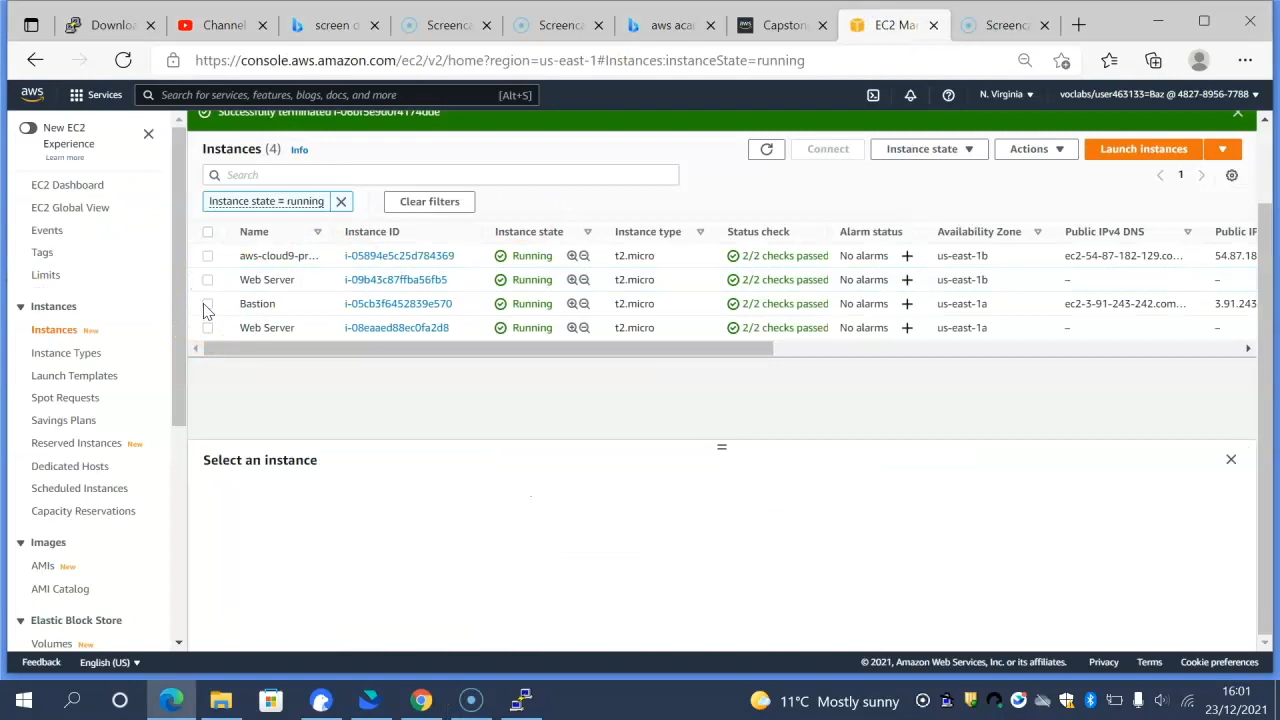 Downloa
Channel
screen o
Screenca
Screenca
aws aca
Capston
EC2 Ma
Screenca
https://console.aws.amazon.com/ec2/v2/home?region=us-east-1#Instances:instanceState=running
aws
Services
Search for services, features, blogs, docs, and more
[Alt+S]
N. Virginia
voclabs/user463133=Baz @ 4827-8956-7788
New EC2
Experience
Learn more
EC2 Dashboard
EC2 Global View
Events
Tags
Limits
Instances
Instances New
Instance Types
Launch Templates
Spot Requests
Savings Plans
Reserved Instances New
Dedicated Hosts
Scheduled Instances
Capacity Reservations
Images
AMIs New
AMI Catalog
Elastic Block Store
Volumes New
Successfully terminated i-06bf5e9d0f4174dde
Instances (4) Info
Connect
Instance state
Actions
Launch instances
Search
1
Instance state = running
Clear filters
Name Instance ID Instance state Instance type Status check Alarm status Availability Zone Public IPv4 DNS Public IP
aws-cloud9-pr... i-05894e5c25d784369 Running t2.micro 2/2 checks passed No alarms + us-east-1b ec2-54-87-182-129.co... 54.87.18
Web Server i-09b43c87ffba56fb5 Running t2.micro 2/2 checks passed No alarms + us-east-1b –
Bastion i-05cb3f6452839e570 Running t2.micro 2/2 checks passed No alarms + us-east-1a ec2-3-91-243-242.com... 3.91.243
Web Server i-08eaaed88ec0fa2d8 Running t2.micro 2/2 checks passed No alarms + us-east-1a – –
Select an instance
Feedback
English (US)
© 2021, Amazon Web Services, Inc. or its affiliates.
Privacy
Terms
Cookie preferences
11°C Mostly sunny
16:01
23/12/2021